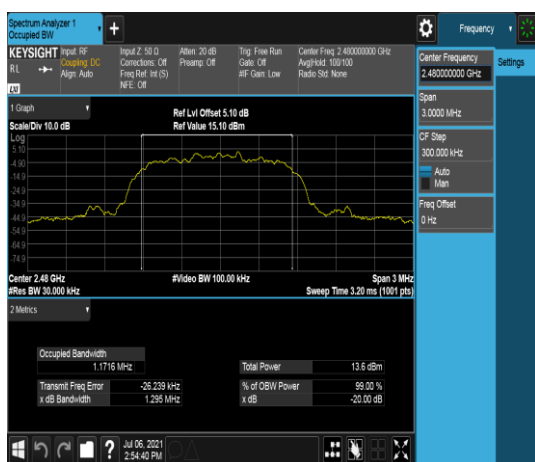 Spectrum Analyzer 1
Occupied BW
Frequency
KEYSIGHT
Input: RF
Coupling: DC
Align: Auto
Input Z: 50 Ω
Corrections: Off
Freq Ref: Int (S)
NFE: Off
Atten: 20 dB
Preamp: Off
Trig: Free Run
Gate: Off
#IF Gain: Low
Center Freq: 2.480000000 GHz
Avg|Hold: 100/100
Radio Std: None
RL
LXI
Center Frequency
2.480000000 GHz
Settings
Span
3.0000 MHz
CF Step
300.000 kHz
Auto
Man
Freq Offset
0 Hz
1 Graph
Scale/Div 10.0 dB
Ref Lvl Offset 5.10 dB
Ref Value 15.10 dBm
Log
5.10
-4.90
-14.9
-24.9
-34.9
-44.9
-54.9
-64.9
-74.9
Center 2.48 GHz
#Res BW 30.000 kHz
#Video BW 100.00 kHz
Span 3 MHz
Sweep Time 3.20 ms (1001 pts)
2 Metrics
Occupied Bandwidth
1.1716 MHz
Total Power 13.6 dBm
Transmit Freq Error -26.239 kHz
% of OBW Power 99.00 %
x dB Bandwidth 1.295 MHz
x dB -20.00 dB
Jul 06, 2021
2:54:40 PM